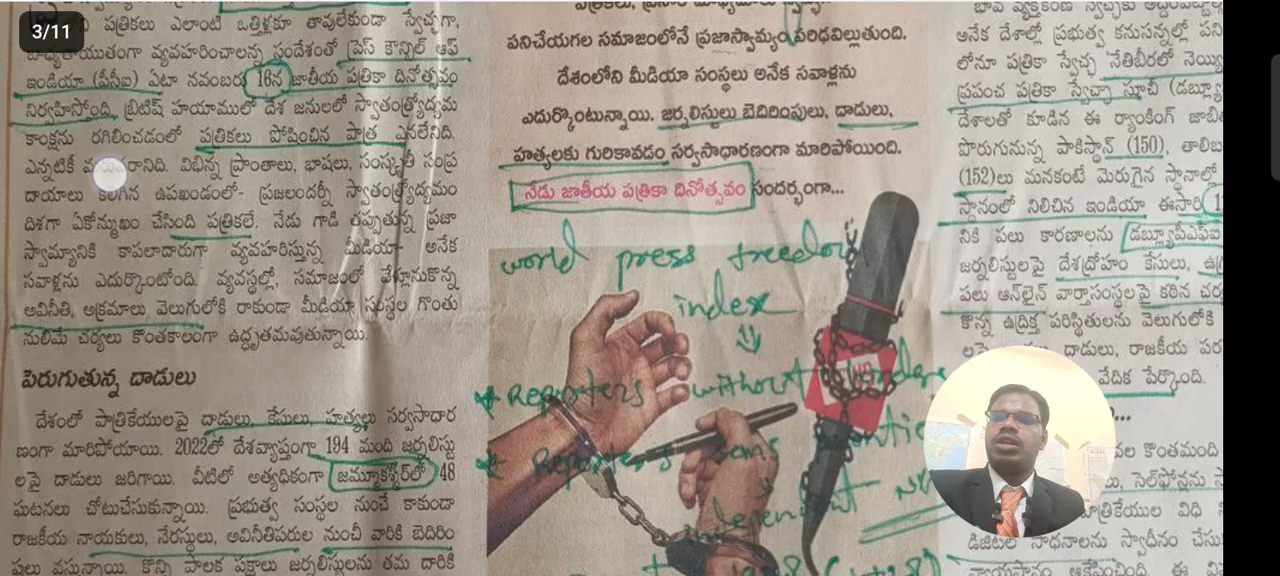 3/11
పత్రికలు ఎలాంటి ఒత్తిళ్లకూ తావులేకుండా స్వేచ్ఛగా,
వ్యవహరించాలన్న సందేశంతో ప్రెస్ కౌన్సిల్ ఆఫ్
ఇండియా (పీసీఐ) ఏటా నవంబరు 16న జాతీయ పత్రికా దినోత్సవం
నిర్వహిస్తోంది. బ్రిటిష్ హయాములో దేశ జనులలో స్వాతంత్ర్యోద్యమ
కాంక్షను రగిలించడంలో పత్రికలు పోషించిన పాత్ర ఎనలేనిది.
ఎన్నటికీ విభిన్న ప్రాంతాలు, భాషలు, సంస్కృతీ సంప్ర
దాయాలు కలిగిన ఉపఖండంలో- ప్రజలందర్నీ స్వాతంత్ర్యోద్యమం
దిశగా ఏకోన్ముఖం చేసింది పత్రికలే. నేడు గాడి తప్పుతున్న ప్రజా
స్వామ్యానికి కాపలాదారుగా వ్యవహరిస్తున్న మీడియా అనేక
సవాళ్లను ఎదుర్కొంటోంది. వ్యవస్థల్లో, సమాజంలో వేళ్లూనుకొన్న
అవినీతి, అక్రమాలు వెలుగులోకి రాకుండా మీడియా సంస్థల గొంతు
నులిమే చర్యలు కొంతకాలంగా ఉద్ధృతమవుతున్నాయి.
పెరుగుతున్న దాడులు
దేశంలో పాత్రికేయులపై దాడులు, కేసులు, హత్యలు సర్వసాధార
ణంగా మారిపోయాయి. 2022లో దేశవ్యాప్తంగా 194 మంది జర్నలిస్టు
లపై దాడులు జరిగాయి. వీటిలో అత్యధికంగా జమ్మూకశ్మీర్‌లో 48
ఘటనలు చోటుచేసుకున్నాయి. ప్రభుత్వ సంస్థల నుంచే కాకుండా
రాజకీయ నాయకులు, నేరస్థులు, అవినీతిపరుల నుంచీ వారికి బెదిరిం
పులు వస్తున్నాయి. కొన్ని పాలక పక్షాలు జర్నలిస్టులను తమ దారికి
పనిచేయగల సమాజంలోనే ప్రజాస్వామ్యం పరిఢవిల్లుతుంది.
దేశంలోని మీడియా సంస్థలు అనేక సవాళ్లను
ఎదుర్కొంటున్నాయి. జర్నలిస్టులు బెదిరింపులు, దాడులు,
హత్యలకు గురికావడం సర్వసాధారణంగా మారిపోయింది.
నేడు జాతీయ పత్రికా దినోత్సవం సందర్భంగా...
world press freedom
index
* Reporters without borders
* Reporters sans
independent
అనేక దేశాల్లో ప్రభుత్వ కనుసన్నల్లో పని
లోనూ పత్రికా స్వేచ్ఛ నేతిబీరలో నెయ్యి
ప్రపంచ పత్రికా స్వేచ్ఛా సూచీ (డబ్ల్యూ
దేశాలతో కూడిన ఈ ర్యాంకింగ్ జాబి
పొరుగునున్న పాకిస్థాన్ (150), తాలిబ
(152)లు మనకంటే మెరుగైన స్థానాలో
స్థానంలో నిలిచిన ఇండియా ఈసారి 1
నికి పలు కారణాలను డబ్ల్యూపీఎఫ్ఐ
జర్నలిస్టులపై దేశద్రోహం కేసులు, ఉ
పలు ఆన్‌లైన్ వార్తాసంస్థలపై కఠిన చర్య
కొన్ని ఉద్రిక్త పరిస్థితులను వెలుగులోకి
లపై దాడులు, రాజకీయ పర
వేదిక పేర్కొంది.
కొంతమంది
సెల్‌ఫోన్లను
విధి
డిజిటల్ సాధనాలను స్వాధీనం చేసు
న్యాయస్థానం ఆక్షేపించింది. ఈ